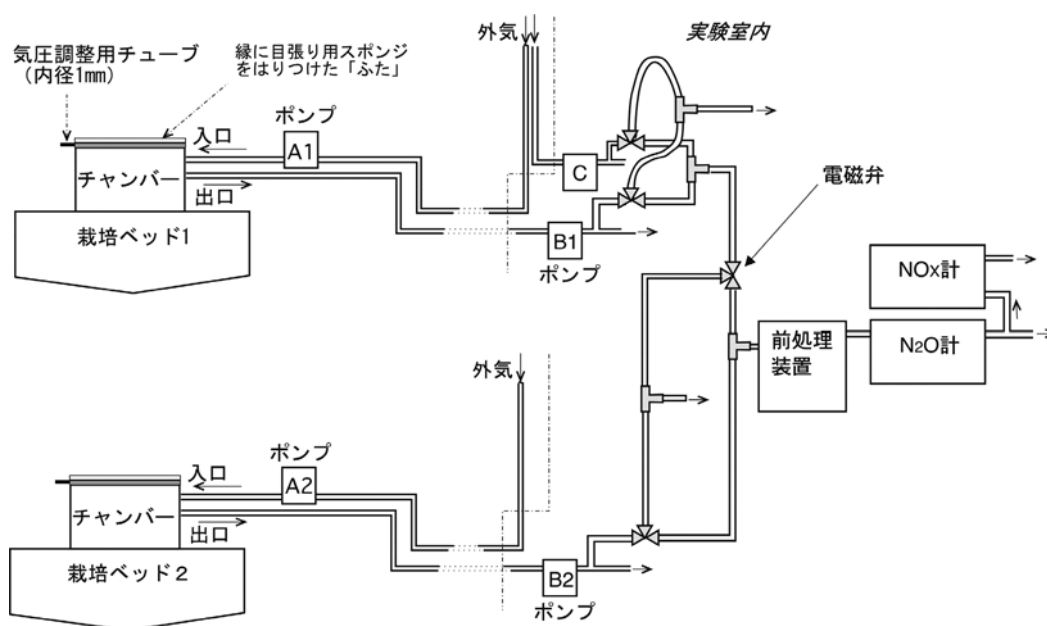 気圧調整用チューブ
（内径1mm）
縁に目張り用スポンジ
をはりつけた「ふた」
外気
実験室内
入口
ポンプ
A1
チャンバー
出口
栽培ベッド1
C
B1
ポンプ
電磁弁
NOx計
前処理
装置
N2O計
外気
入口
ポンプ
A2
チャンバー
出口
栽培ベッド2
B2
ポンプ